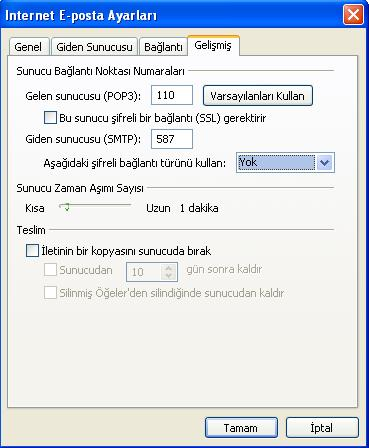 Internet E-posta Ayarları
Genel Giden Sunucusu Bağlantı Gelişmiş
Sunucu Bağlantı Noktası Numaraları
Gelen sunucusu (POP3): 110 Varsayılanları Kullan
Bu sunucu şifreli bir bağlantı (SSL) gerektirir
Giden sunucusu (SMTP): 587
Aşağıdaki şifreli bağlantı türünü kullan: Yok
Sunucu Zaman Aşımı Sayısı
Kısa Uzun 1 dakika
Teslim
İletinin bir kopyasını sunucuda bırak
Sunucudan 10 gün sonra kaldır
Silinmiş Öğeler'den silindiğinde sunucudan kaldır
Tamam İptal